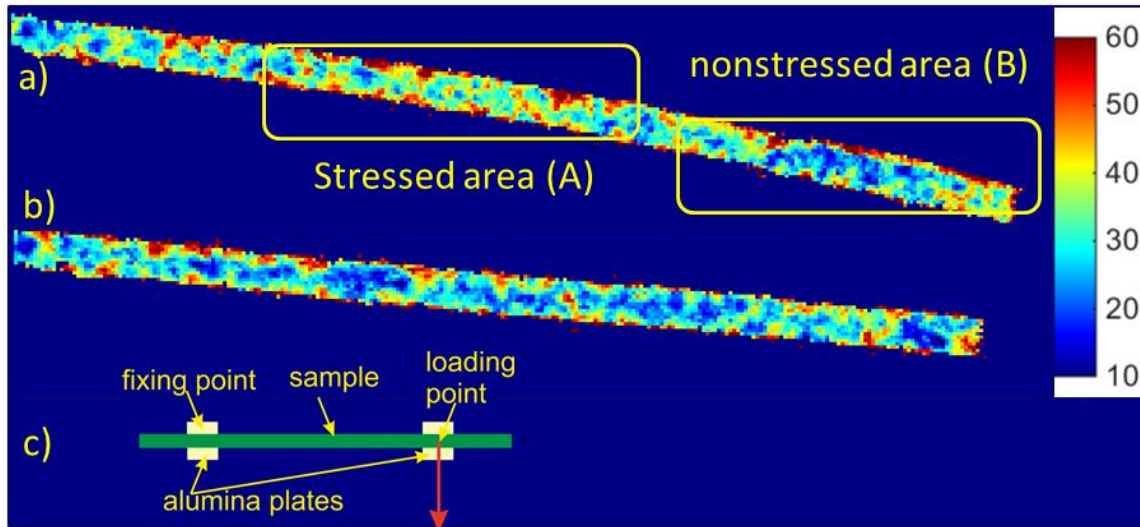 a)
nonstressed area (B)
Stressed area (A)
b)
60
50
40
30
20
10
c)
fixing point
sample
loading
point
alumina plates